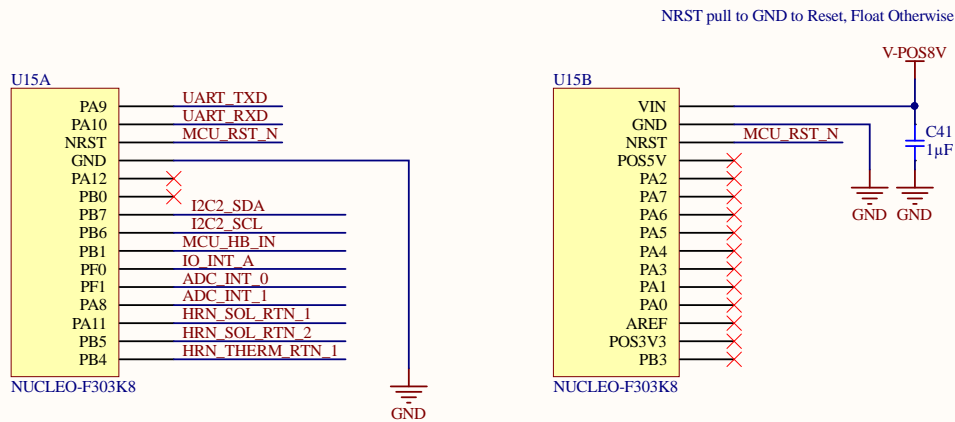 NRST pull to GND to Reset, Float Otherwise
V-POS8V
U15A
PA9 UART_TXD
PA10 UART_RXD
NRST MCU_RST_N
GND
PA12
PB0
PB7 I2C2_SDA
PB6 I2C2_SCL
PB1 MCU_HB_IN
PF0 IO_INT_A
PF1 ADC_INT_0
PA8 ADC_INT_1
PA11 HRN_SOL_RTN_1
PB5 HRN_SOL_RTN_2
PB4 HRN_THERM_RTN_1
NUCLEO-F303K8
GND
U15B
VIN
GND
NRST MCU_RST_N
POS5V
PA2
PA7
PA6
PA5
PA4
PA3
PA1
PA0
AREF
POS3V3
PB3
NUCLEO-F303K8
C41
1µF
GND
GND